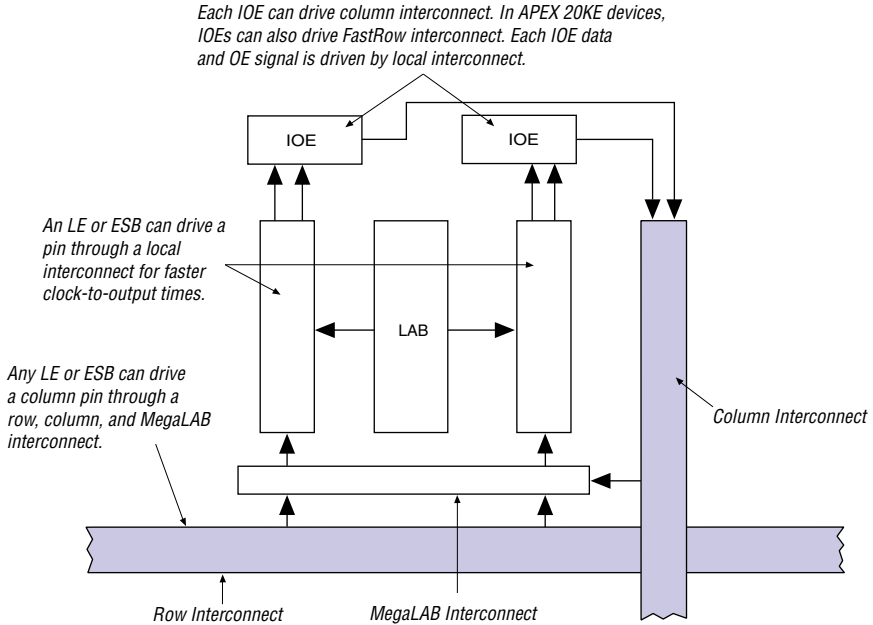 Each IOE can drive column interconnect. In APEX 20KE devices,
IOEs can also drive FastRow interconnect. Each IOE data
and OE signal is driven by local interconnect.
IOE
IOE
An LE or ESB can drive a
pin through a local
interconnect for faster
clock-to-output times.
LAB
Any LE or ESB can drive
a column pin through a
row, column, and MegaLAB
interconnect.
Column Interconnect
Row Interconnect
MegaLAB Interconnect